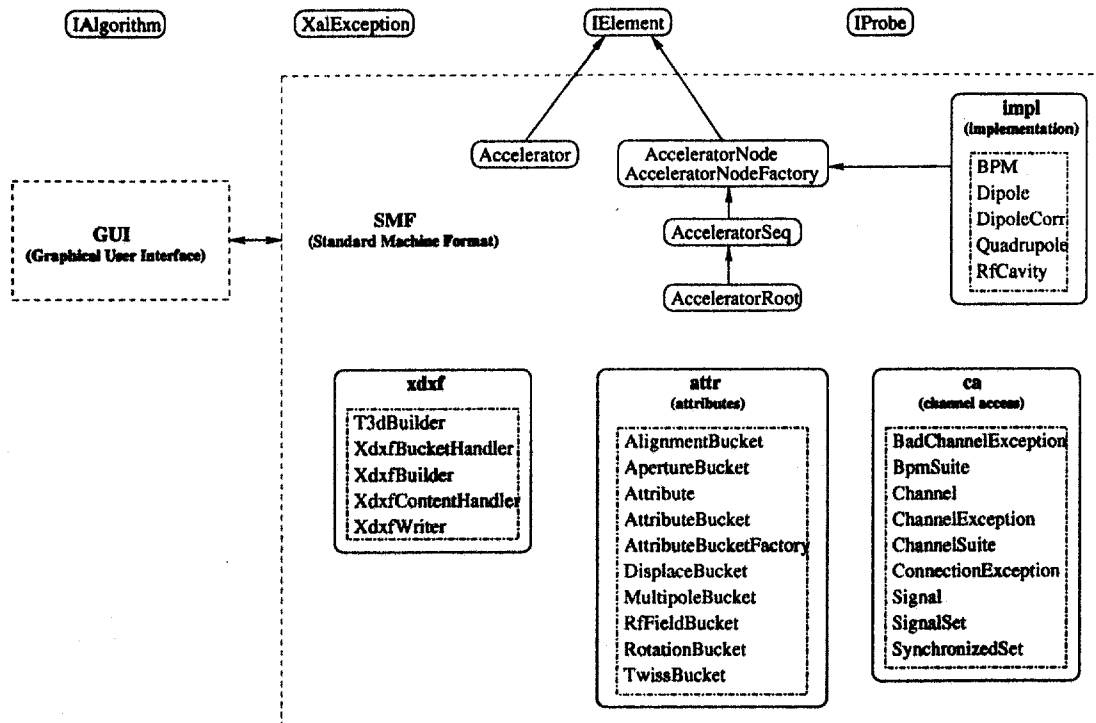 IAlgorithm
XalException
IElement
IProbe
impl
(implementation)
BPM
Dipole
DipoleCorr
Quadrupole
RfCavity
Accelerator
AcceleratorNode
AcceleratorNodeFactory
AcceleratorSeq
AcceleratorRoot
GUI
(Graphical User Interface)
SMF
(Standard Machine Format)
xdxf
T3dBuilder
XdxfBucketHandler
XdxfBuilder
XdxfContentHandler
XdxfWriter
attr
(attributes)
AlignmentBucket
ApertureBucket
Attribute
AttributeBucket
AttributeBucketFactory
DisplaceBucket
MultipoleBucket
RfFieldBucket
RotationBucket
TwissBucket
ca
(channel access)
BadChannelException
BpmSuite
Channel
ChannelException
ChannelSuite
ConnectionException
Signal
SignalSet
SynchronizedSet